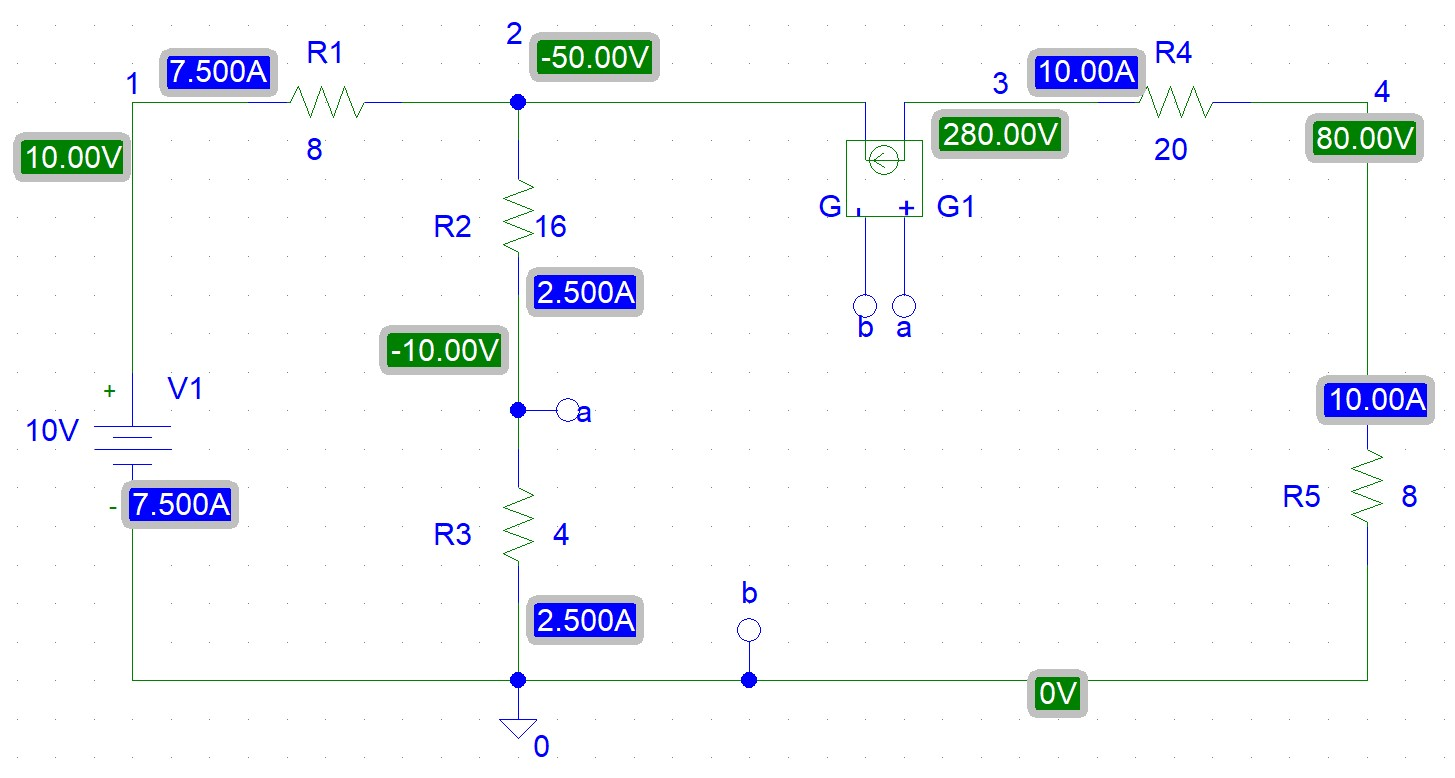 2
-50.00V
R1
7.500A
1
8
10.00V
3
10.00A
R4
4
280.00V
20
80.00V
R2
16
G
-
+
G1
2.500A
b
a
-10.00V
+
V1
10V
a
10.00A
-
7.500A
R3
4
R5
8
b
2.500A
0V
0